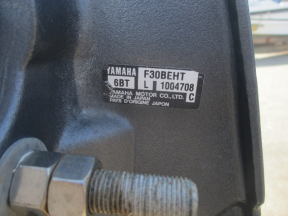 YAMAHA F30BEHT
6BT L 1004708
YAMAHA MOTOR CO., LTD. C
MADE IN JAPAN
PAYS D'ORIGINE JAPON